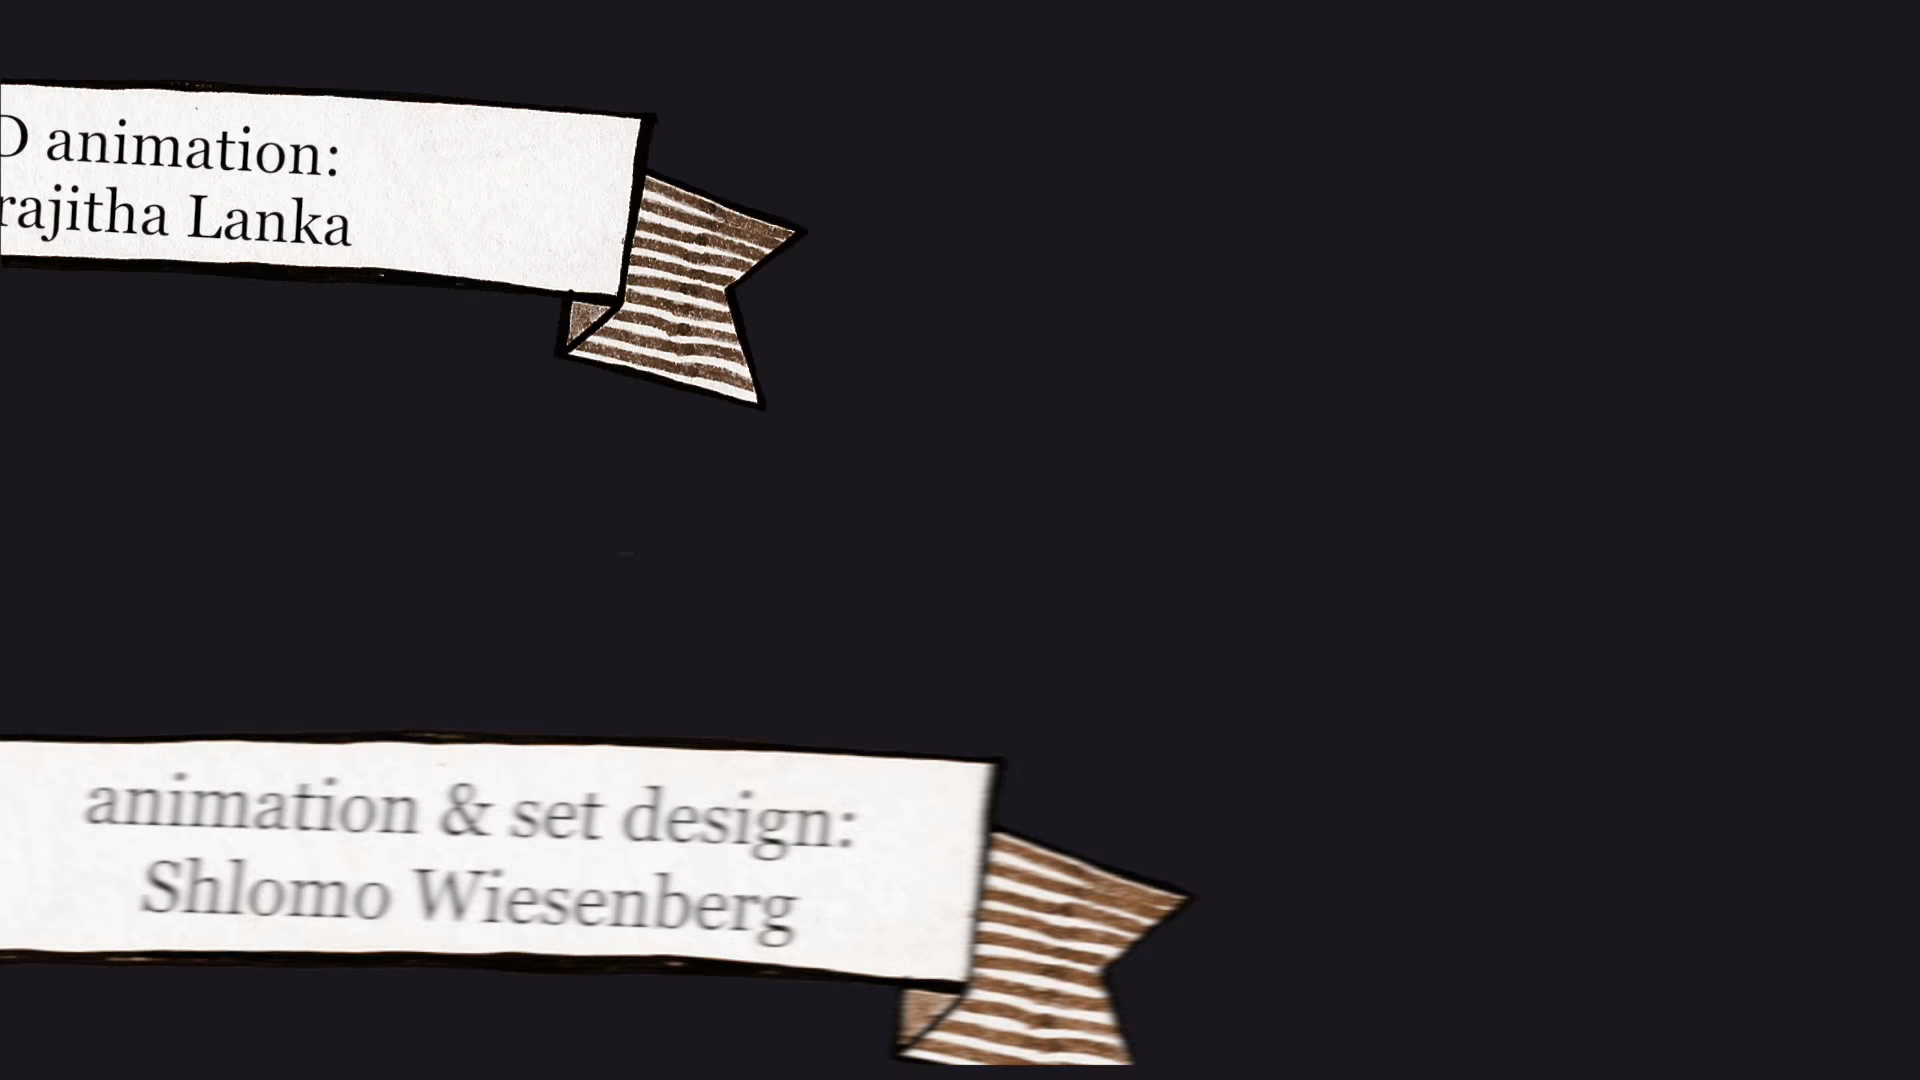 D animation:
rajitha Lanka
animation & set design:
Shlomo Wiesenberg